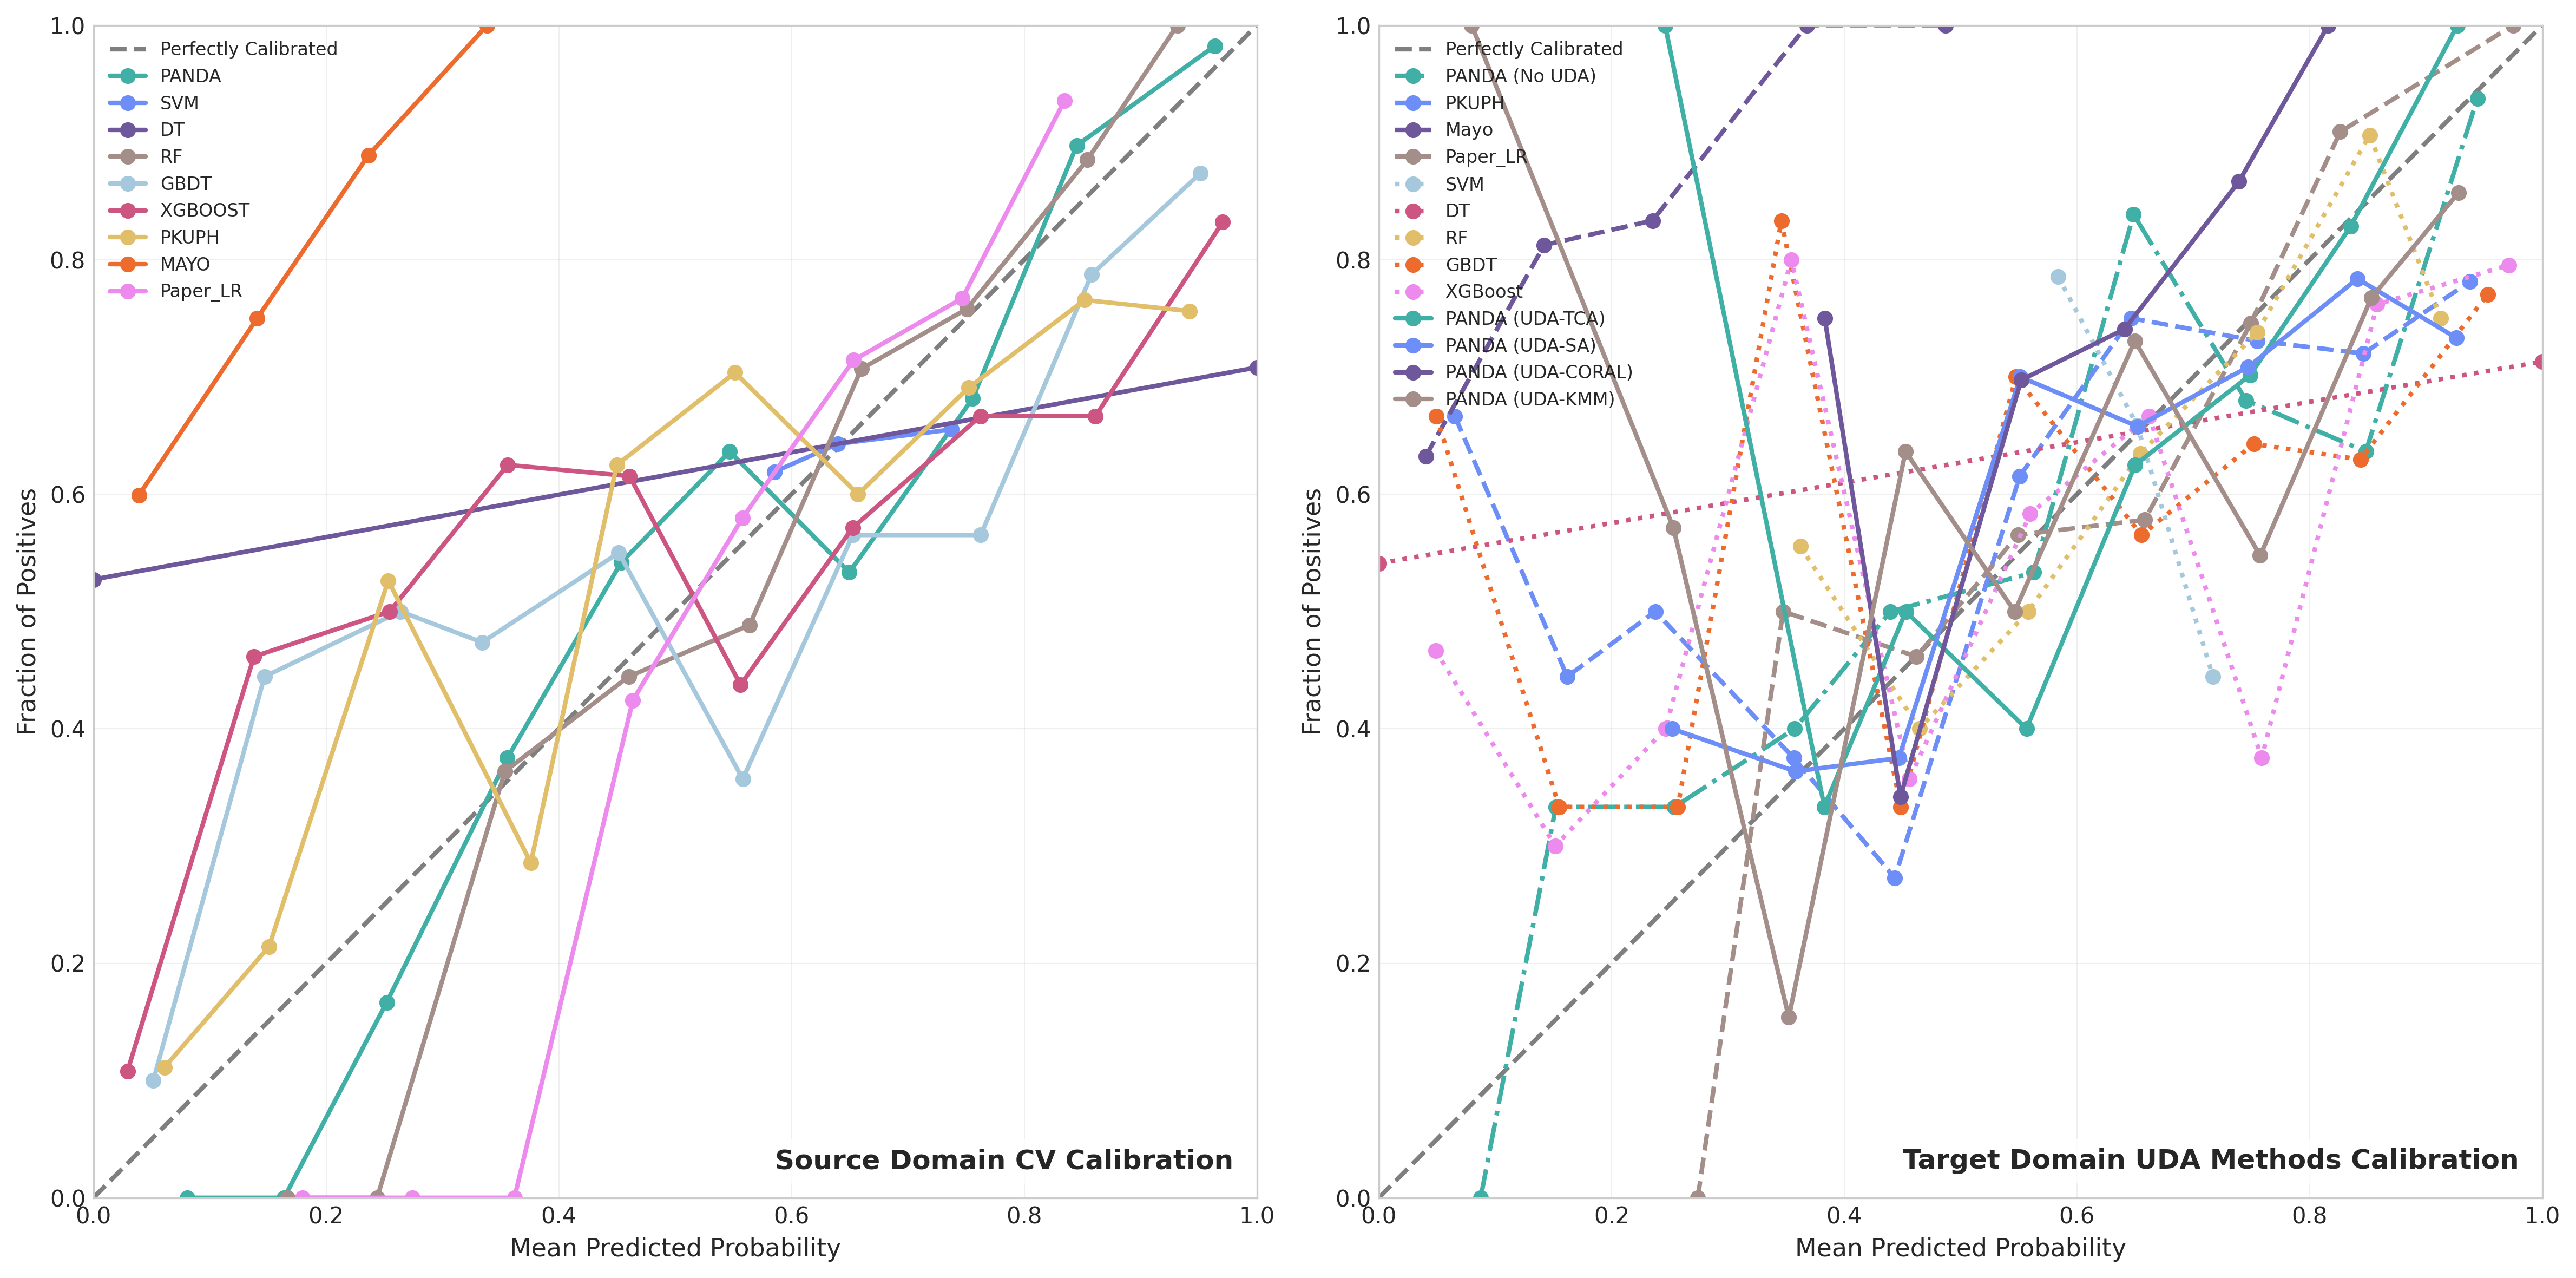 1.0
0.8
0.6
0.4
0.2
0.0
Fraction of Positives
Perfectly Calibrated
PANDA
SVM
DT
RF
GBDT
XGBOOST
PKUPH
MAYO
Paper_LR
Source Domain CV Calibration
0.0 0.2 0.4 0.6 0.8 1.0
Mean Predicted Probability
1.0
0.8
0.6
0.4
0.2
0.0
Fraction of Positives
Perfectly Calibrated
PANDA (No UDA)
PKUPH
Mayo
Paper_LR
SVM
DT
RF
GBDT
XGBoost
PANDA (UDA-TCA)
PANDA (UDA-SA)
PANDA (UDA-CORAL)
PANDA (UDA-KMM)
Target Domain UDA Methods Calibration
0.0 0.2 0.4 0.6 0.8 1.0
Mean Predicted Probability